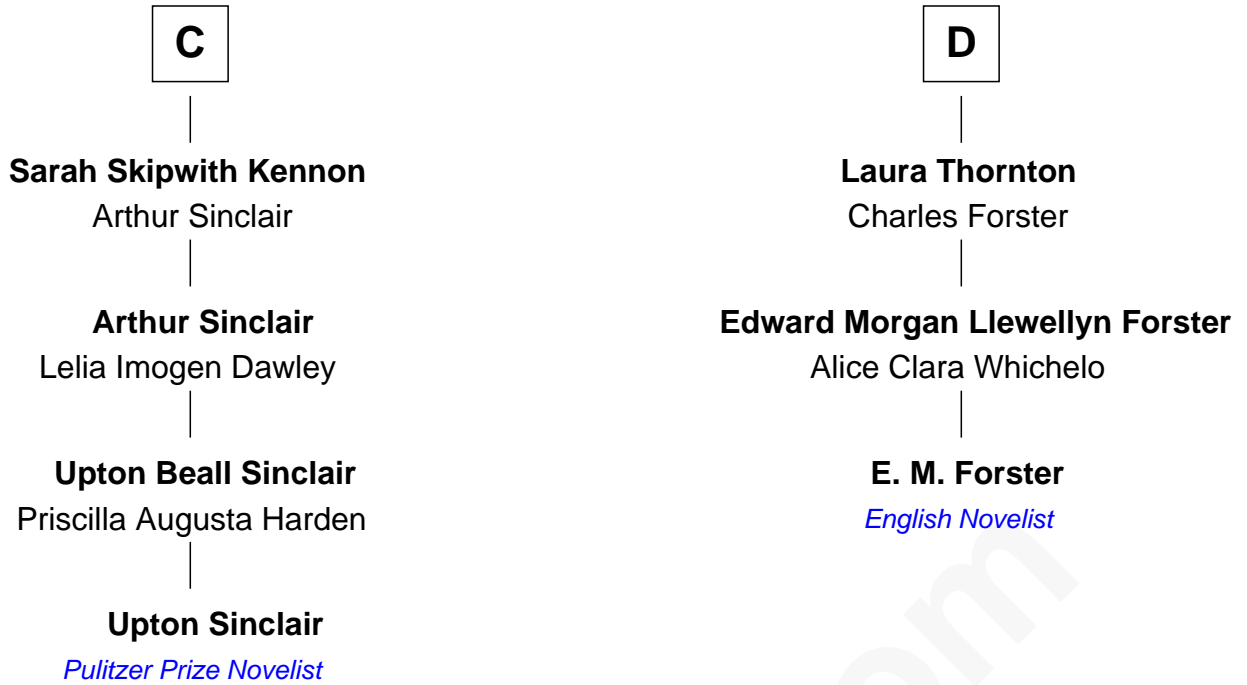 C
Sarah Skipwith Kennon
Arthur Sinclair
Arthur Sinclair
Lelia Imogen Dawley
Upton Beall Sinclair
Priscilla Augusta Harden
Upton Sinclair
Pulitzer Prize Novelist
D
Laura Thornton
Charles Forster
Edward Morgan Llewellyn Forster
Alice Clara Whichelo
E. M. Forster
English Novelist
om